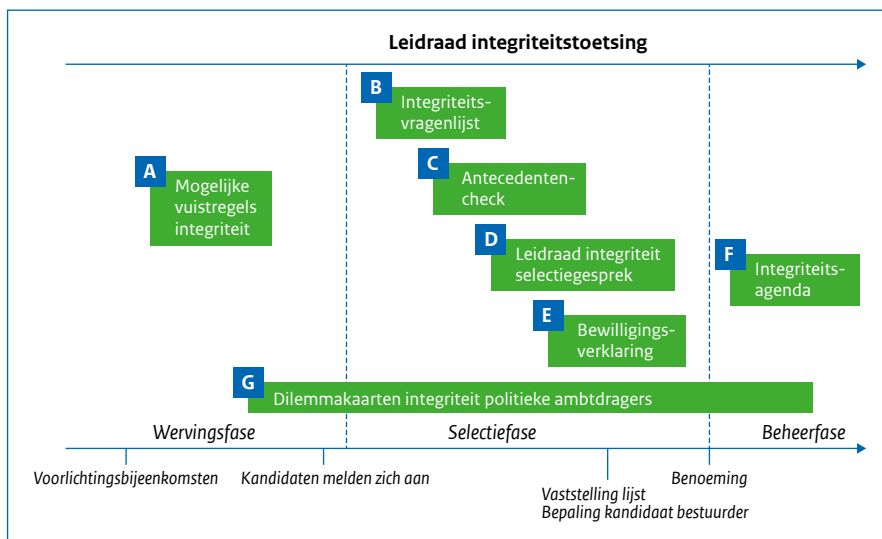 Leidraad integriteitstoetsing
B
Integriteits-
vragenlijst
C
Antecedenten-
check
A
Mogelijke
vuistregels
integriteit
D
Leidraad integriteit
selectiegesprek
F
Integriteits-
agenda
E
Bewilligings-
verklaring
G
Dilemmakaarten integriteit politieke ambtdragers
Wervingsfase
Selectiefase
Beheerfase
Voorlichtingsbijeenkomsten
Kandidaten melden zich aan
Vaststelling lijst
Bepaling kandidaat bestuurder
Benoeming